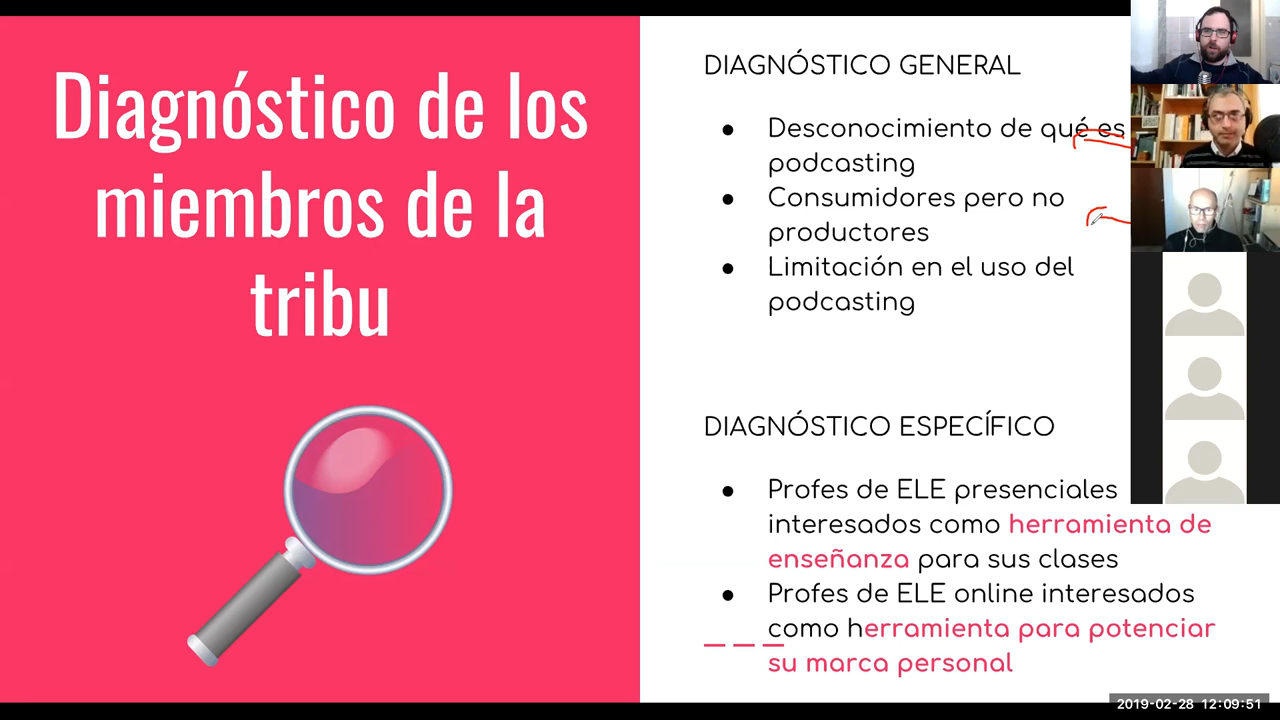 Diagnóstico de los
miembros de la
tribu
DIAGNÓSTICO GENERAL
● Desconocimiento de qué es
podcasting
● Consumidores pero no
productores
● Limitación en el uso del
podcasting
DIAGNÓSTICO ESPECÍFICO
● Profes de ELE presenciales
interesados como herramienta de
enseñanza para sus clases
● Profes de ELE online interesados
como herramienta para potenciar
su marca personal
2019-02-28 12:09:51